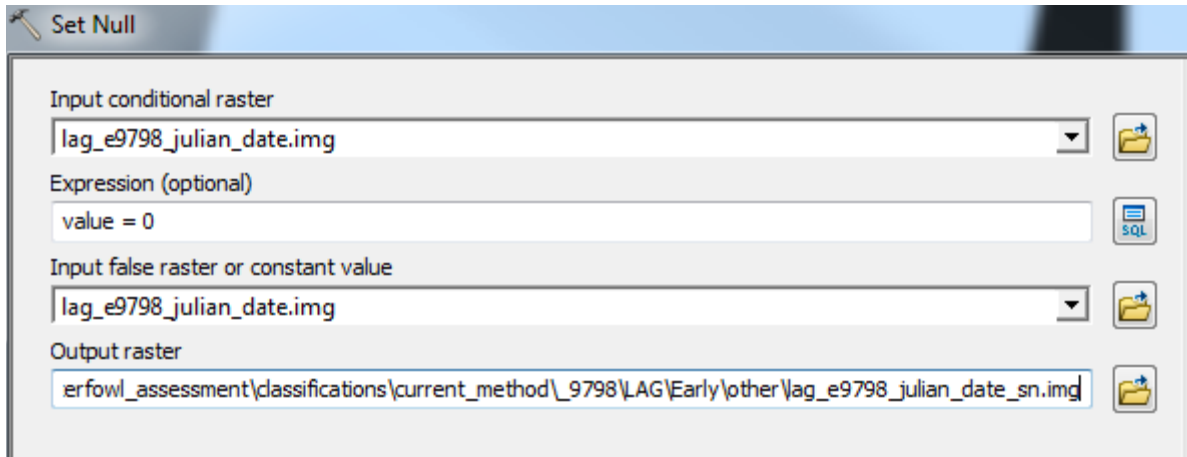 Set Null
Input conditional raster
lag_e9798_julian_date.img
Expression (optional)
value = 0
SQL
Input false raster or constant value
lag_e9798_julian_date.img
Output raster
erfowl_assessment\classifications\current_method\_9798\LAG\Early\other\lag_e9798_julian_date_sn.img